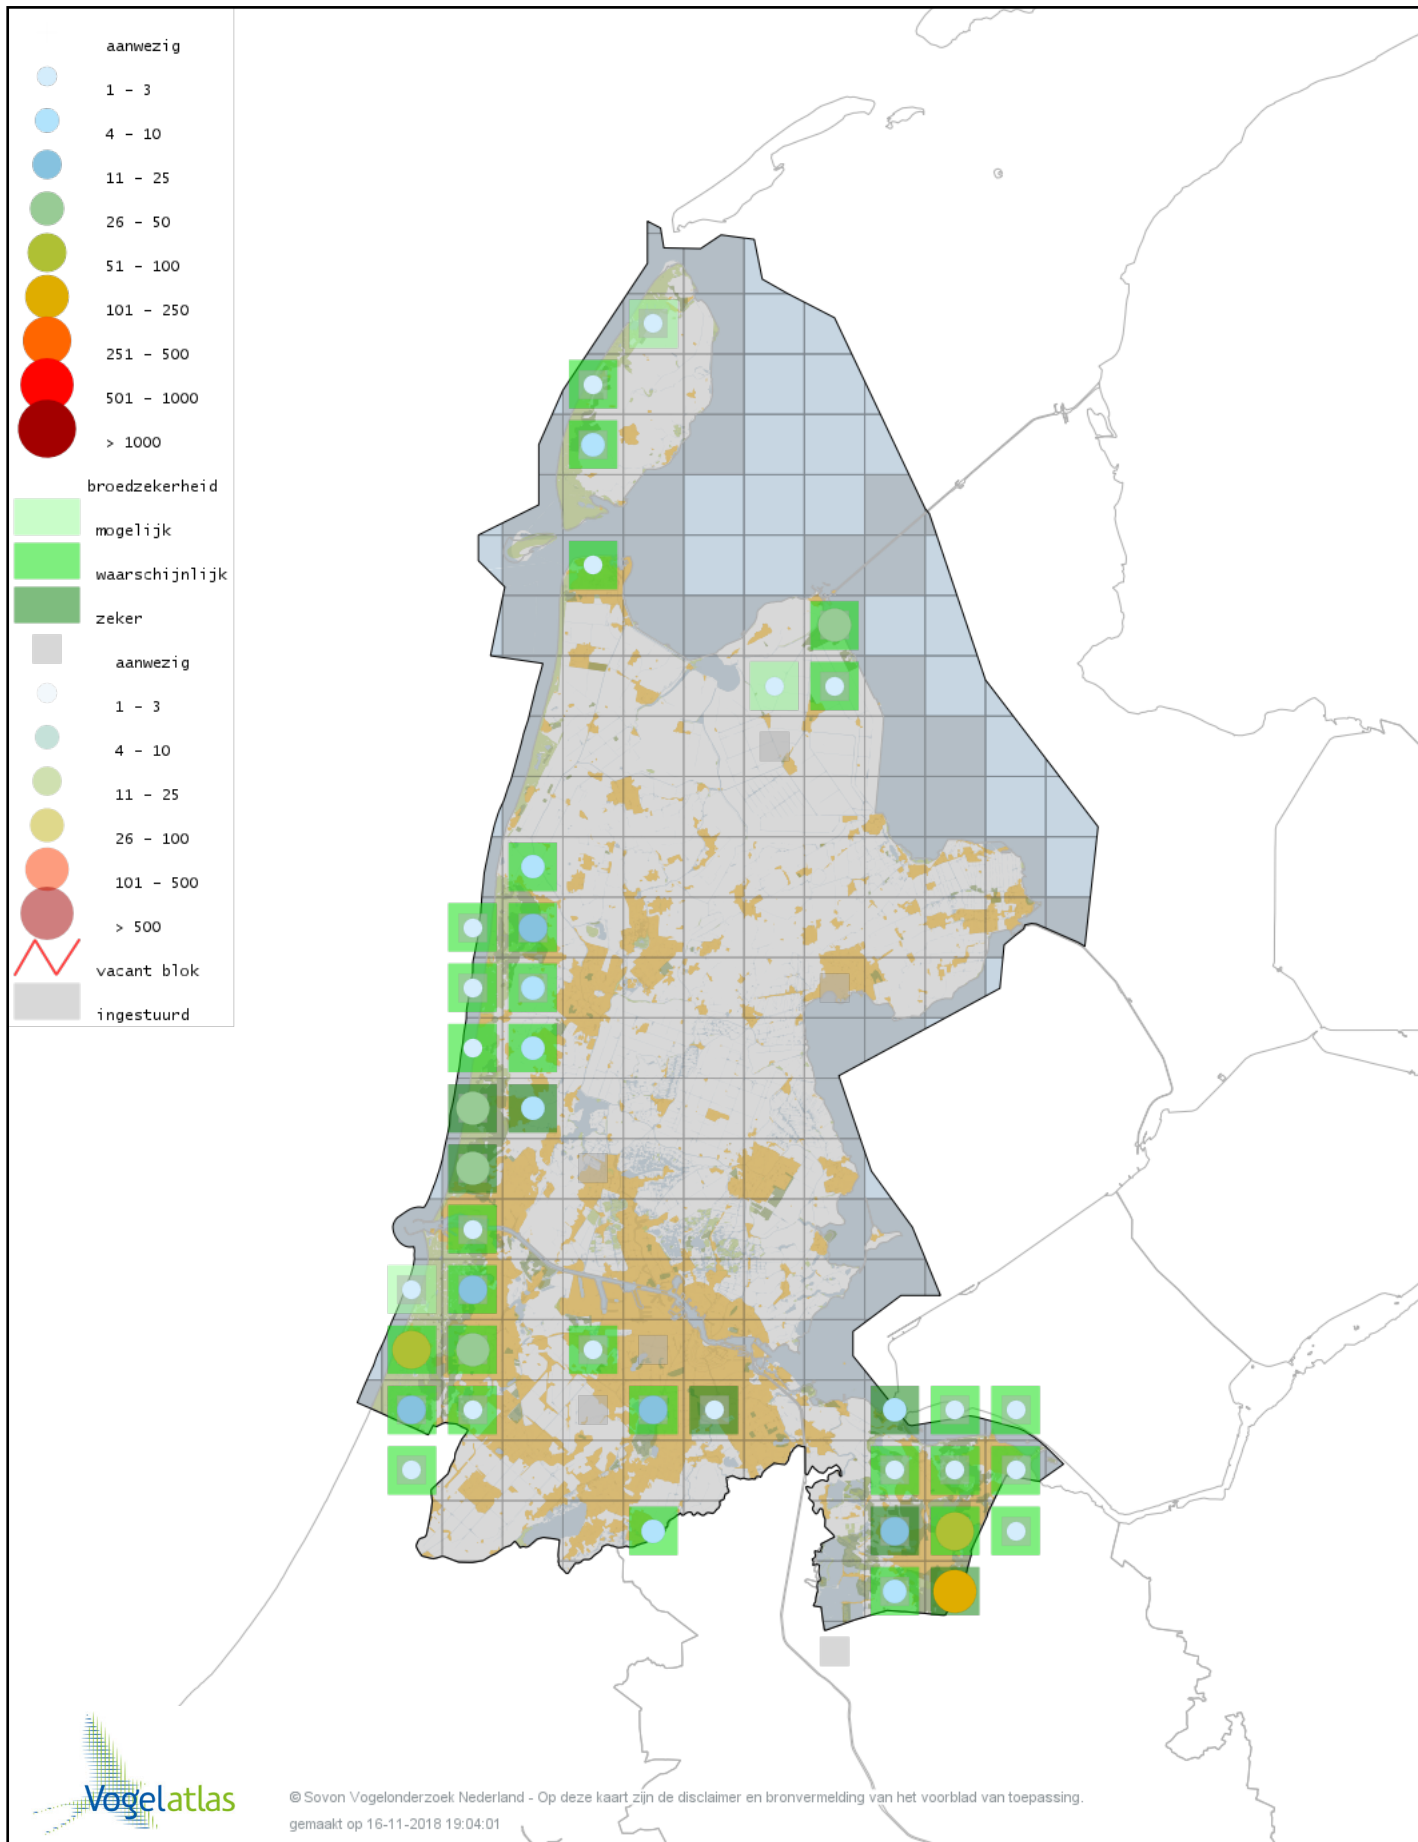 aanwezig
1 - 3
4 - 10
11 - 25
26 - 50
51 - 100
101 - 250
251 - 500
501 - 1000
> 1000
broedzekerheid
mogelijk
waarschijnlijk
zeker
aanwezig
1 - 3
4 - 10
11 - 25
26 - 100
101 - 500
> 500
vacant blok
ingestuurd
Vogelatlas
© Sovon Vogelonderzoek Nederland - Op deze kaart zijn de disclaimer en bronvermelding van het voorblad van toepassing.
gemaakt op 16-11-2018 19:04:01